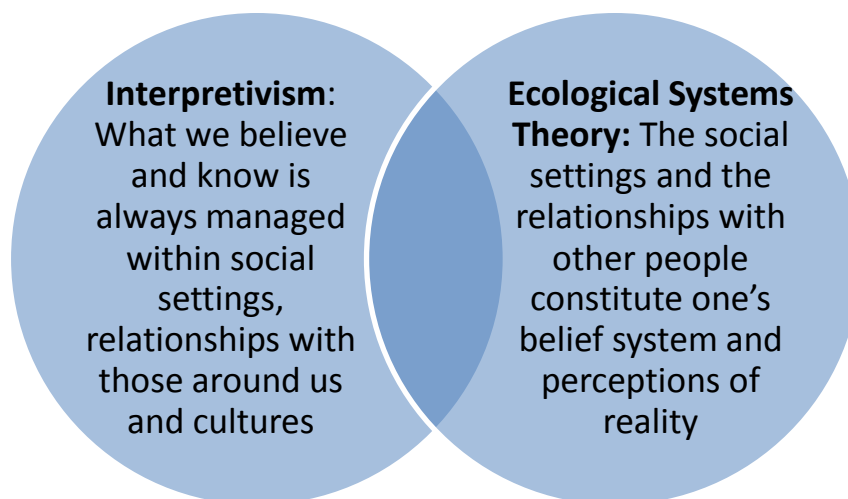 Interpretivism:
What we believe
and know is
always managed
within social
settings,
relationships with
those around us
and cultures
Ecological Systems
Theory: The social
settings and the
relationships with
other people
constitute one’s
belief system and
perceptions of
reality